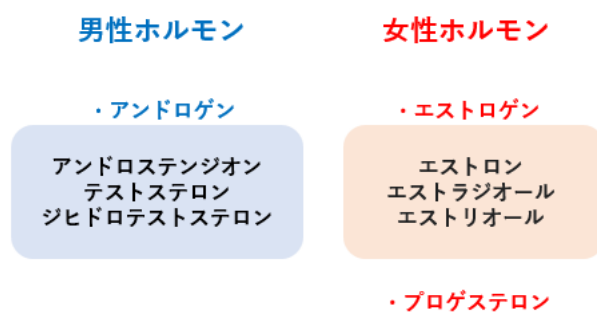 男性ホルモン
・アンドロゲン
アンドロステンジオン
テストステロン
ジヒドロテストステロン
女性ホルモン
・エストロゲン
エストロン
エストラジオール
エストリオール
・プロゲステロン